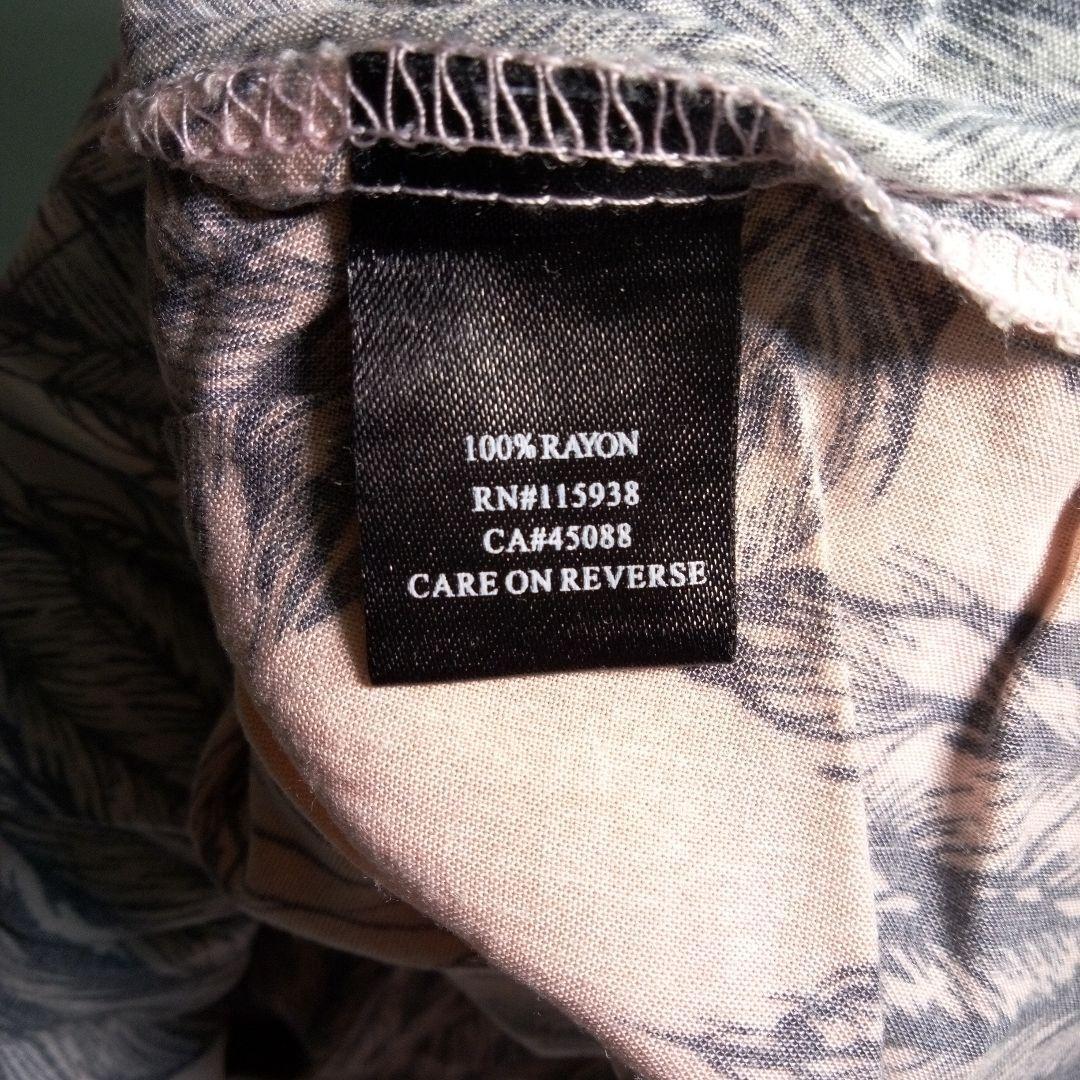 100% RAYON
RN#115938
CA#45088
CARE ON REVERSE